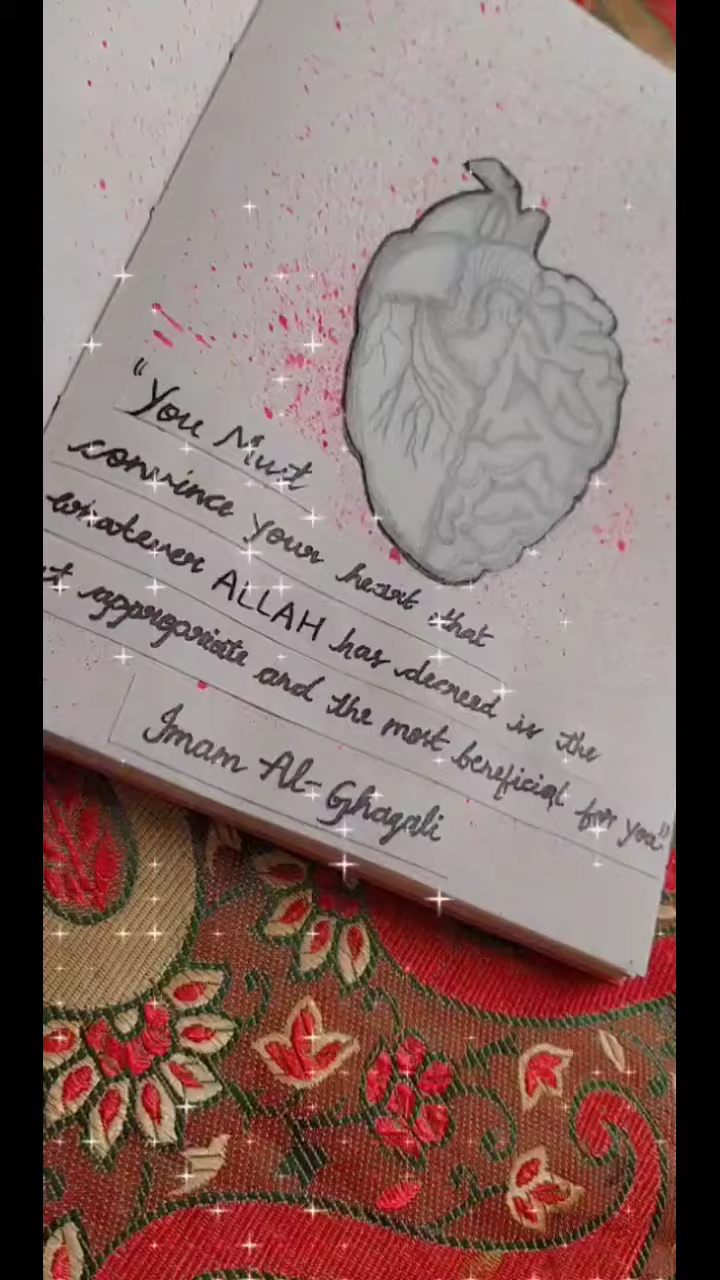 "You Must
convince your heart that
whatever ALLAH has decreed is the
st appropriate and the most beneficial for you"
Imam Al-Ghazali